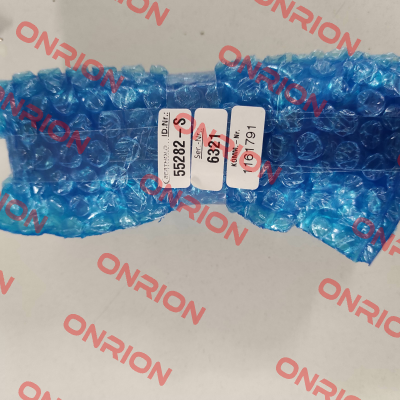 ONRION
ONRION
ONRION
ID.Nr.:
55282 -S
Ser.-Nr.
6321
KOMM.-Nr.
1161791
ONRION
ONRION
ONRION
ONRION
ONRION